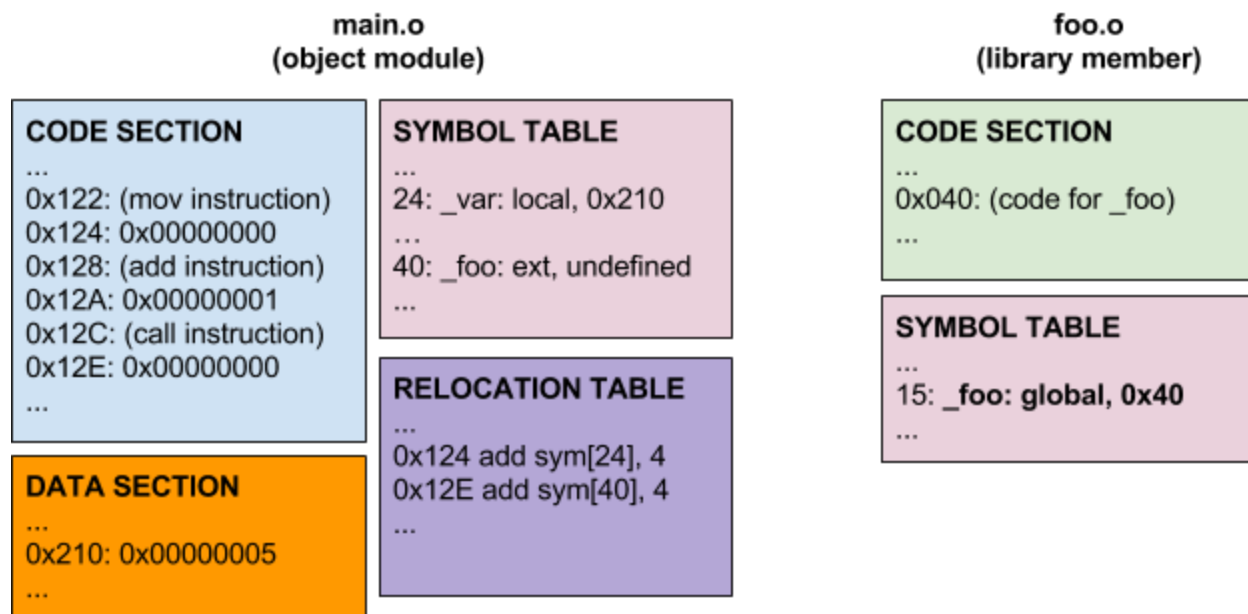 main.o
(object module)
CODE SECTION
...
0x122: (mov instruction)
0x124: 0x00000000
0x128: (add instruction)
0x12A: 0x00000001
0x12C: (call instruction)
0x12E: 0x00000000
...
DATA SECTION
...
0x210: 0x00000005
...
SYMBOL TABLE
...
24: _var: local, 0x210
...
40: _foo: ext, undefined
...
RELOCATION TABLE
...
0x124 add sym[24], 4
0x12E add sym[40], 4
...
foo.o
(library member)
CODE SECTION
...
0x040: (code for _foo)
...
SYMBOL TABLE
...
15: _foo: global, 0x40
...